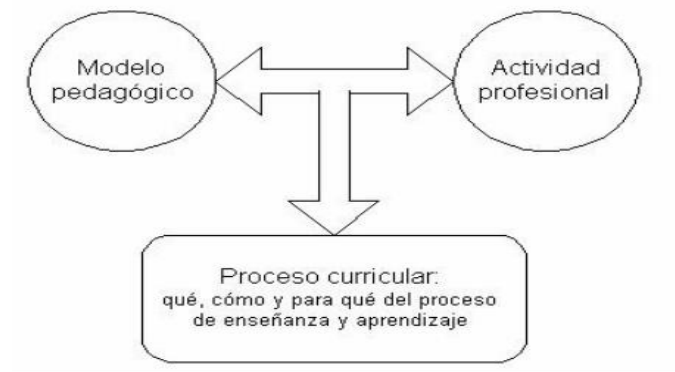 Modelo
pedagógico
Actividad
profesional
Proceso curricular:
qué, cómo y para qué del proceso
de enseñanza y aprendizaje